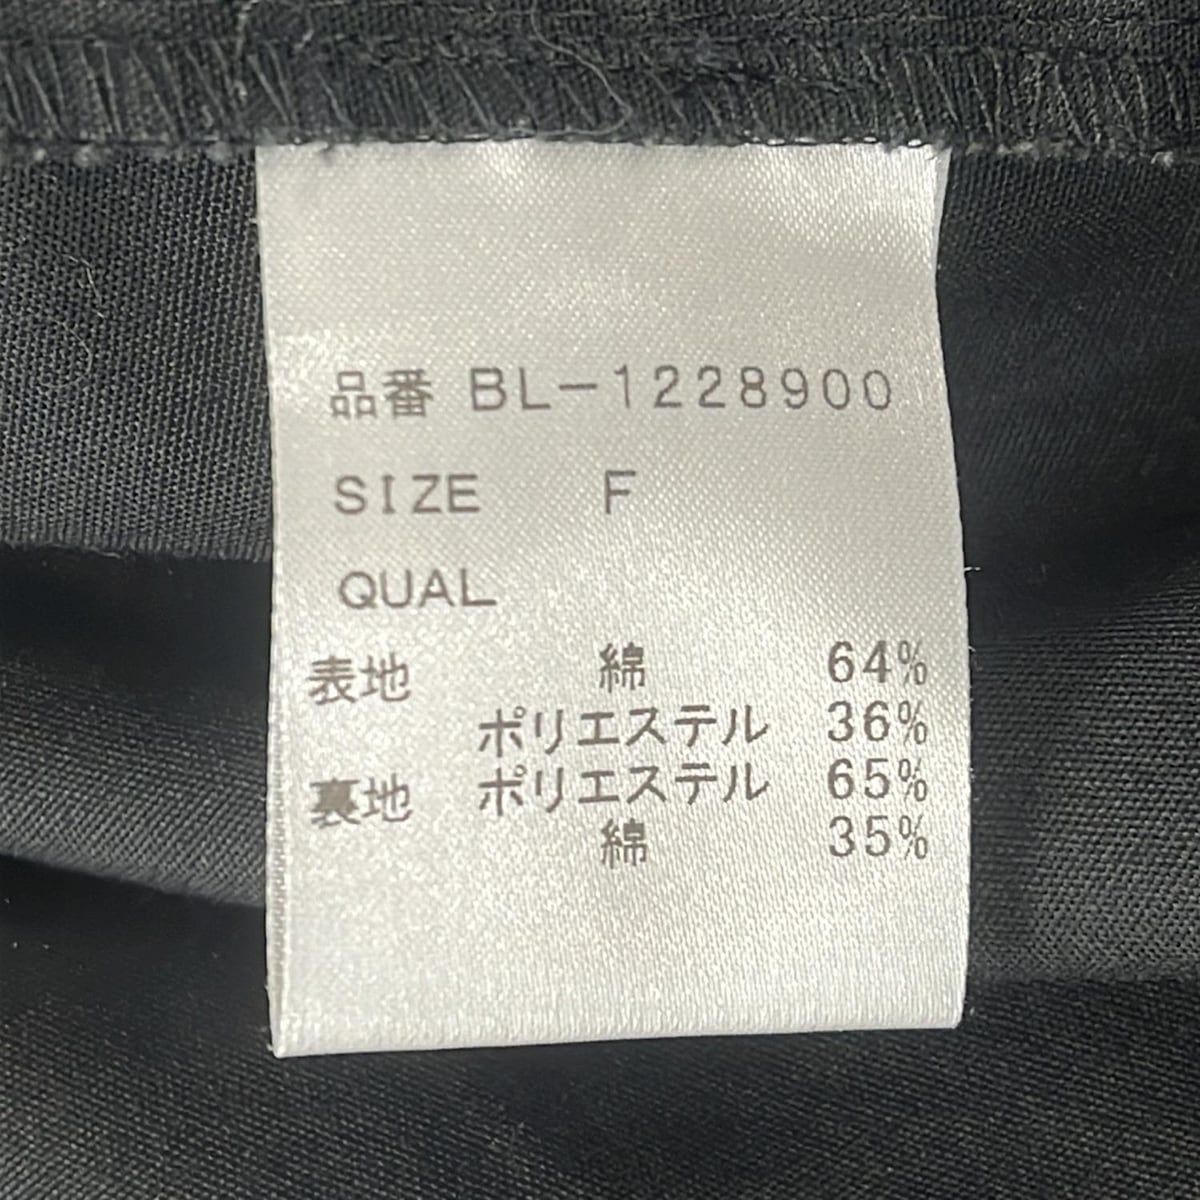 品番 BL-1228900
SIZE F
QUAL
表地 綿 64%
ポリエステル 36%
裏地 ポリエステル 65%
綿 35%